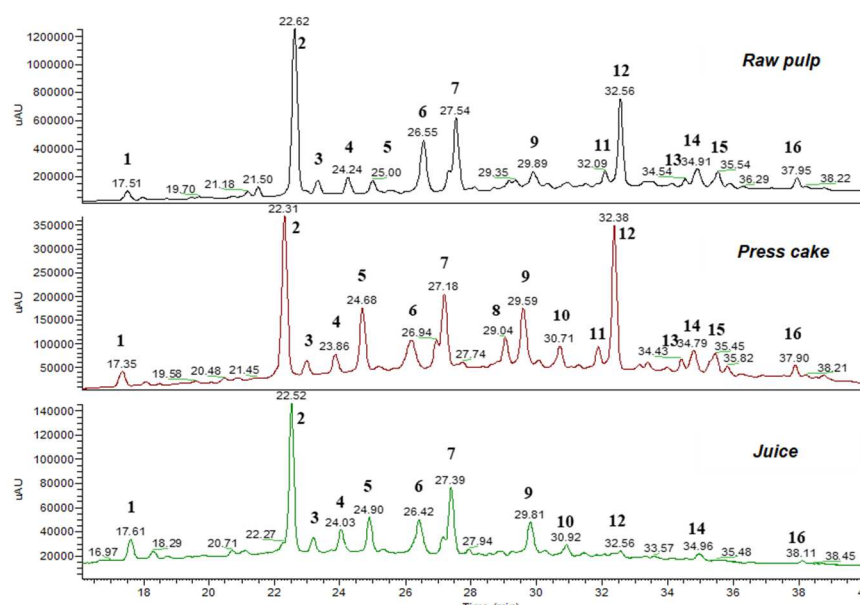 22.62
1200000
2
Raw pulp
12
1000000
7
32.56
800000
6
27.54
uAU
600000
26.55
400000
3 4 5 9 11 13 14 15 16
1
24.24 25.00 29.35 29.89 32.09 34.54 34.91 35.54 37.95
200000
17.51 19.70 21.18 21.50 36.29 38.22
0
22.31 32.38
350000
2 12
Press cake
300000
7
250000
5 9
27.18
24.68 29.59
uAU
200000
6 8
150000
3 4 10
26.94 29.04 30.71 11 13 14 15 16
1
100000
23.86 34.43 34.79 35.45
17.35 27.74 35.82 37.90
50000
19.58 20.48 21.45 38.21
0
22.52
140000
2
Juice
120000
7
100000
27.39
uAU
80000
5 6 9
1 3 4
60000
24.90 26.42 29.81 10 12 14
17.61 24.03 16
40000
22.27 30.92 32.56
16.97 18.29 20.71 27.94 33.57 34.96 35.48 38.11 38.45
20000
0
18 20 22 24 26 28 30 32 34 36 38